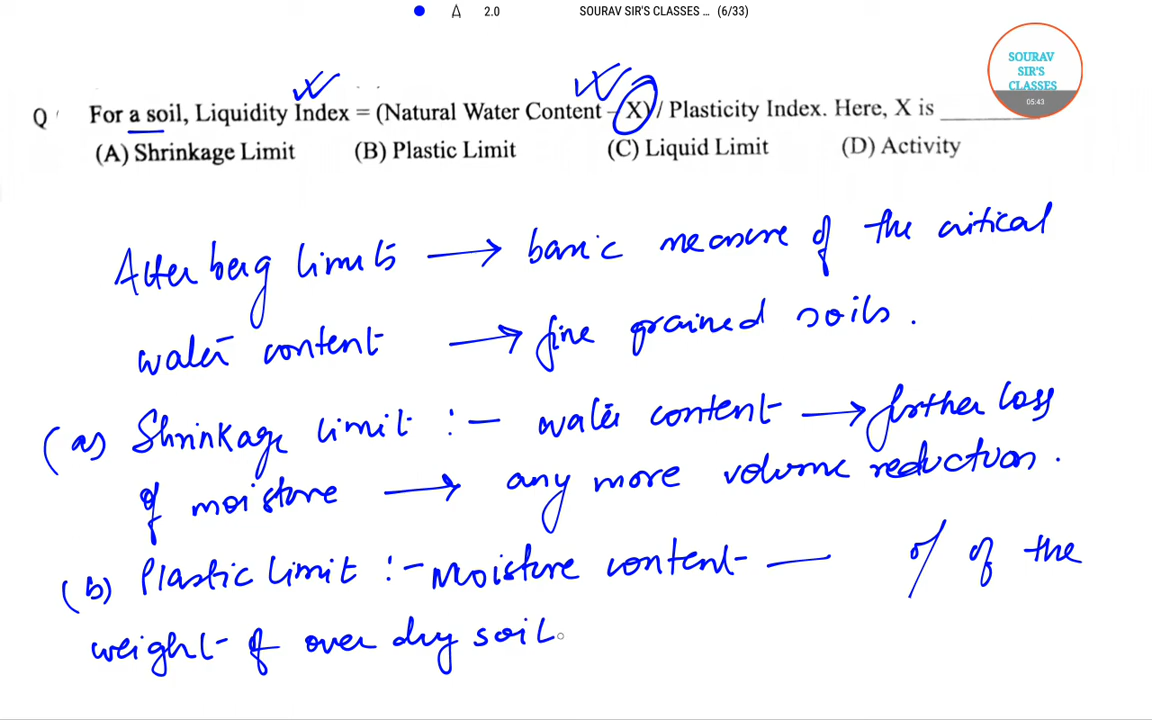 2.0 SOURAV SIR'S CLASSES ... (6/33)
SOURAV
SIR'S
CLASSES
05:43
Q For a soil, Liquidity Index = (Natural Water Content – X) / Plasticity Index. Here, X is ________
(A) Shrinkage Limit (B) Plastic Limit (C) Liquid Limit (D) Activity
Atterberg limits → basic measure of the critical
water content → fine grained soils.
(a) Shrinkage limit :- water content → further loss
of moisture → any more volume reduction.
(b) Plastic limit :- Moisture content — % of the
weight of oven dry soil